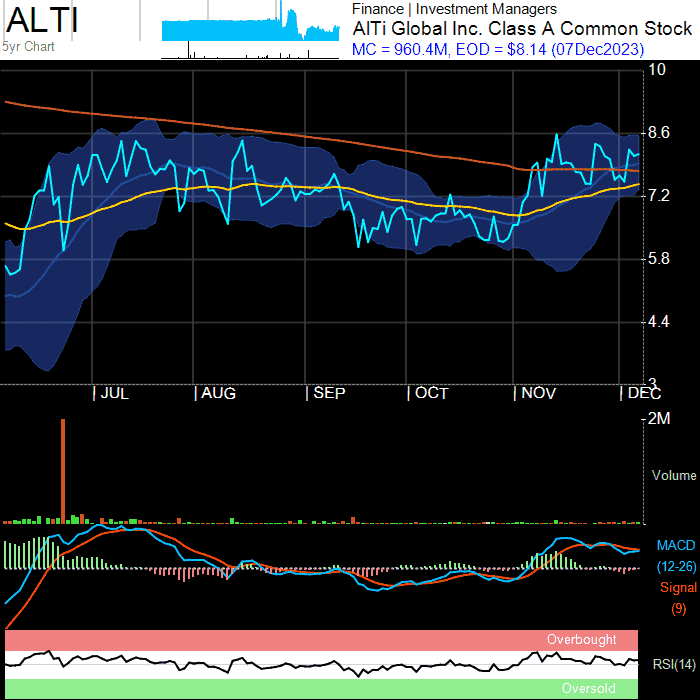 ALTI
5yr Chart
Finance | Investment Managers
AlTi Global Inc. Class A Common Stock
MC = 960.4M, EOD = $8.14 (07Dec2023)
10
8.6
7.2
5.8
4.4
3
JUL AUG SEP OCT NOV DEC
2M
Volume
MACD
(12-26)
Signal
(9)
Overbought
RSI(14)
Oversold